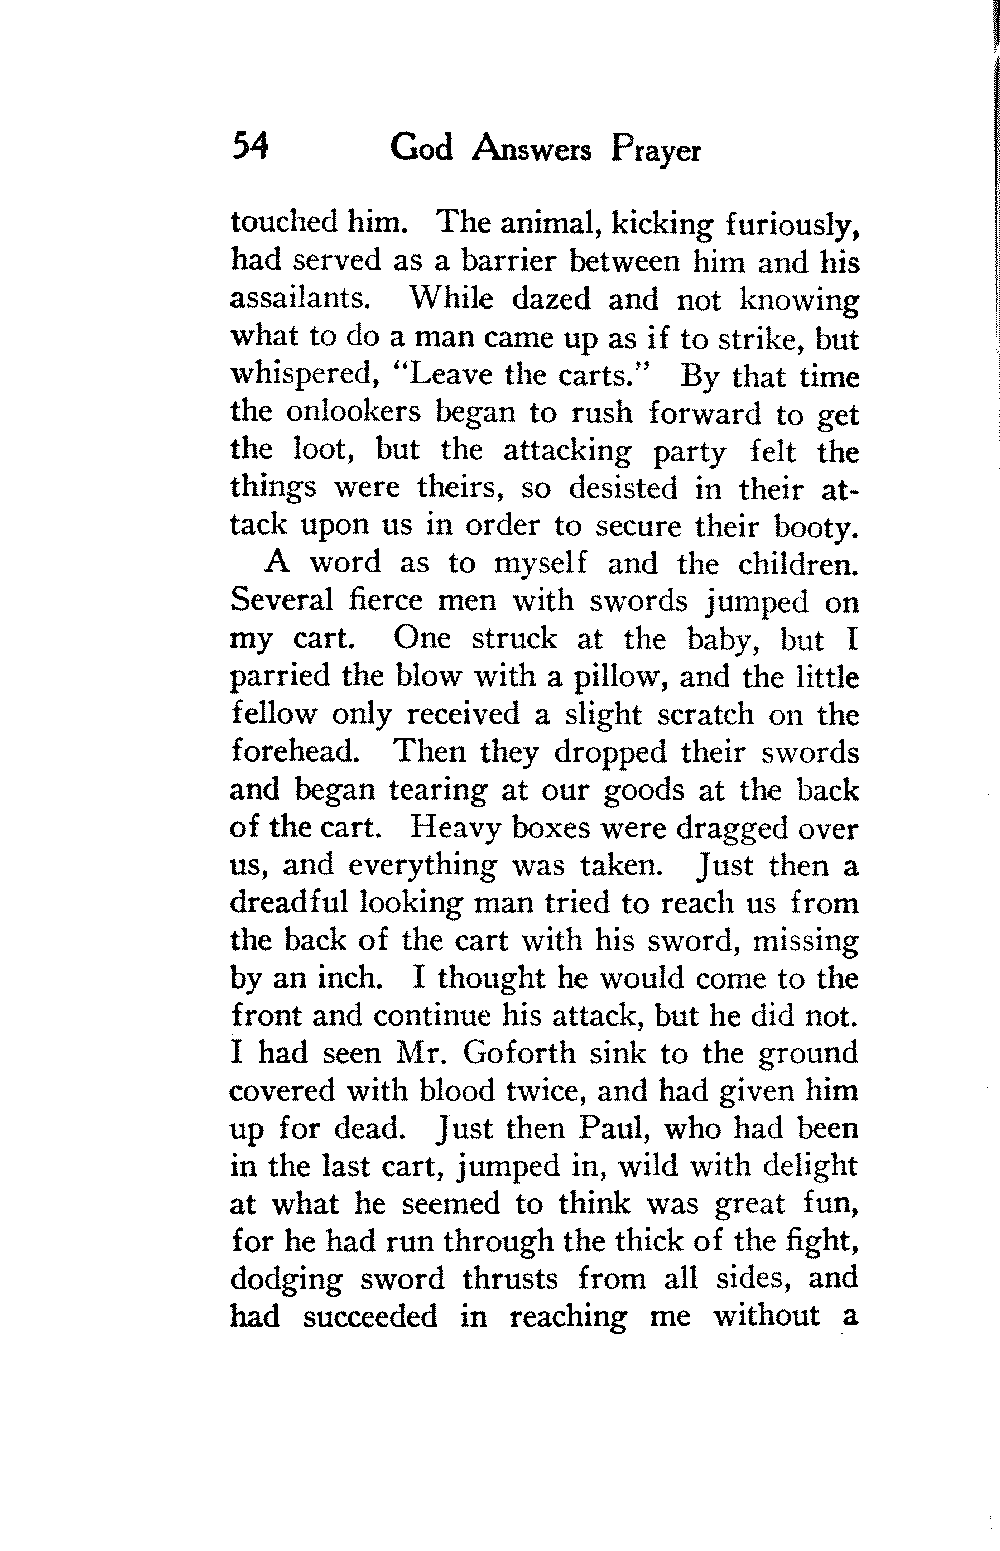 54 God Answers Prayer
touched him. The animal, kicking furiously,
had served as a barrier between him and his
assailants. While dazed and not knowing
what to do a man came up as if to strike, but
whispered, “Leave the carts.” By that time
the onlookers began to rush forward to get
the loot, but the attacking party felt the
things were theirs, so desisted in their at-
tack upon us in order to secure their booty.
A word as to myself and the children.
Several fierce men with swords jumped on
my cart. One struck at the baby, but I
parried the blow with a pillow, and the little
fellow only received a slight scratch on the
forehead. Then they dropped their swords
and began tearing at our goods at the back
of the cart. Heavy boxes were dragged over
us, and everything was taken. Just then a
dreadful looking man tried to reach us from
the back of the cart with his sword, missing
by an inch. I thought he would come to the
front and continue his attack, but he did not.
I had seen Mr. Goforth sink to the ground
covered with blood twice, and had given him
up for dead. Just then Paul, who had been
in the last cart, jumped in, wild with delight
at what he seemed to think was great fun,
for he had run through the thick of the fight,
dodging sword thrusts from all sides, and
had succeeded in reaching me without a